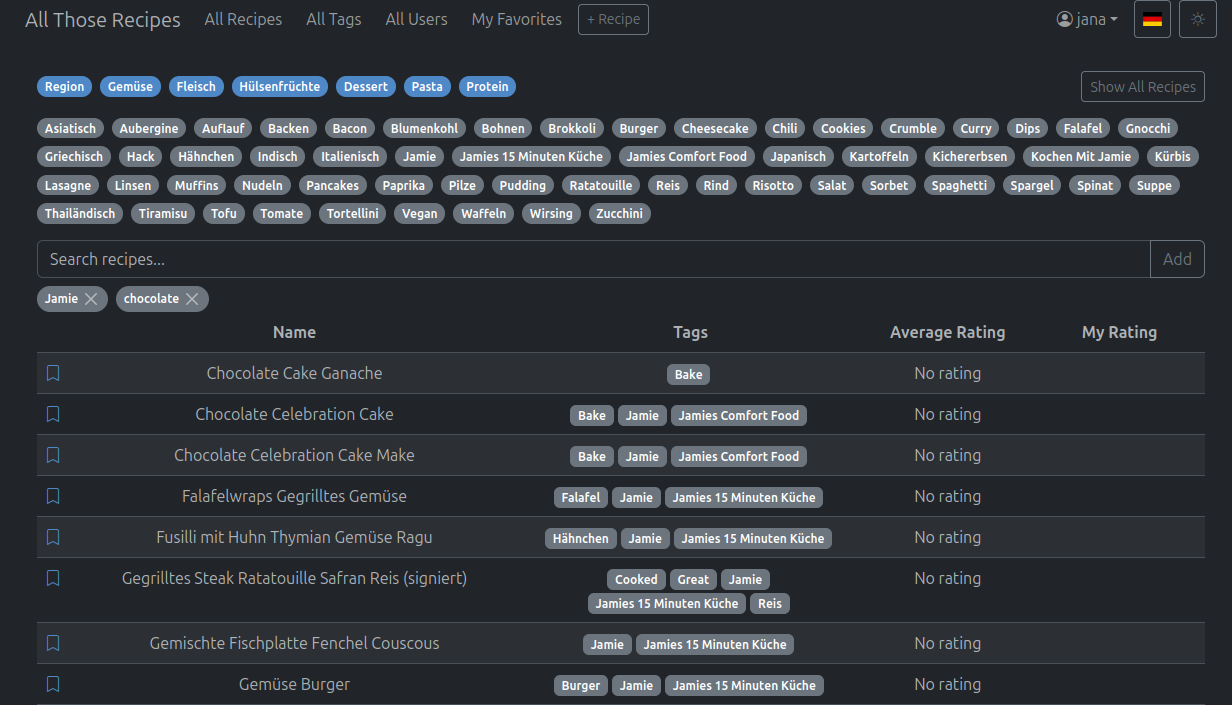 All Those Recipes All Recipes All Tags All Users My Favorites + Recipe jana
Region Gemüse Fleisch Hülsenfrüchte Dessert Pasta Protein Show All Recipes
Asiatisch Aubergine Auflauf Backen Bacon Blumenkohl Bohnen Brokkoli Burger Cheesecake Chili Cookies Crumble Curry Dips Falafel Gnocchi
Griechisch Hack Hähnchen Indisch Italienisch Jamie Jamies 15 Minuten Küche Jamies Comfort Food Japanisch Kartoffeln Kichererbsen Kochen Mit Jamie Kürbis
Lasagne Linsen Muffins Nudeln Pancakes Paprika Pilze Pudding Ratatouille Reis Rind Risotto Salat Sorbet Spaghetti Spargel Spinat Suppe
Thailändisch Tiramisu Tofu Tomate Tortellini Vegan Waffeln Wirsing Zucchini
Search recipes... Add
Jamie chocolate
Name Tags Average Rating My Rating
Chocolate Cake Ganache Bake No rating
Chocolate Celebration Cake Bake Jamie Jamies Comfort Food No rating
Chocolate Celebration Cake Make Bake Jamie Jamies Comfort Food No rating
Falafelwraps Gegrilltes Gemüse Falafel Jamie Jamies 15 Minuten Küche No rating
Fusilli mit Huhn Thymian Gemüse Ragu Hähnchen Jamie Jamies 15 Minuten Küche No rating
Gegrilltes Steak Ratatouille Safran Reis (signiert) Cooked Great Jamie No rating
Jamies 15 Minuten Küche Reis
Gemischte Fischplatte Fenchel Couscous Jamie Jamies 15 Minuten Küche No rating
Gemüse Burger Burger Jamie Jamies 15 Minuten Küche No rating